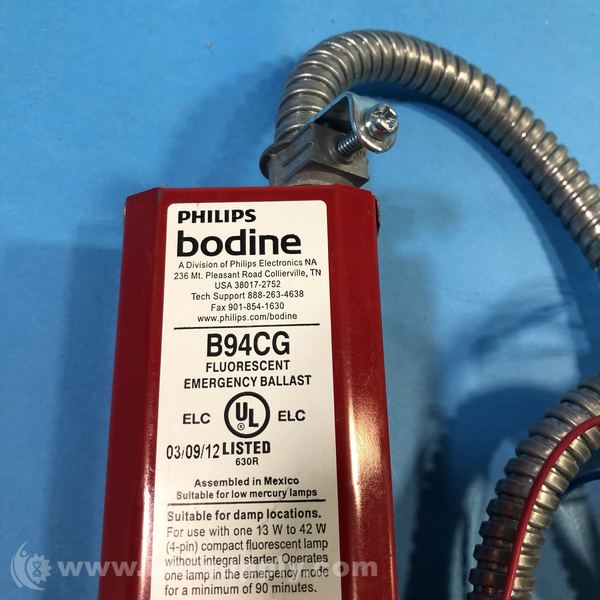 PHILIPS
bodine
A Division of Philips Electronics NA
236 Mt. Pleasant Road Collierville, TN
USA 38017-2752
Tech Support 888-263-4638
Fax 901-854-1630
www.philips.com/bodine
B94CG
FLUORESCENT
EMERGENCY BALLAST
ELC UL ELC
03/09/12 LISTED
630R
Assembled in Mexico
Suitable for low mercury lamps
Suitable for damp locations.
For use with one 13 W to 42 W
(4-pin) compact fluorescent lamp
without integral starter. Operates
one lamp in the emergency mode
for a minimum of 90 minutes.